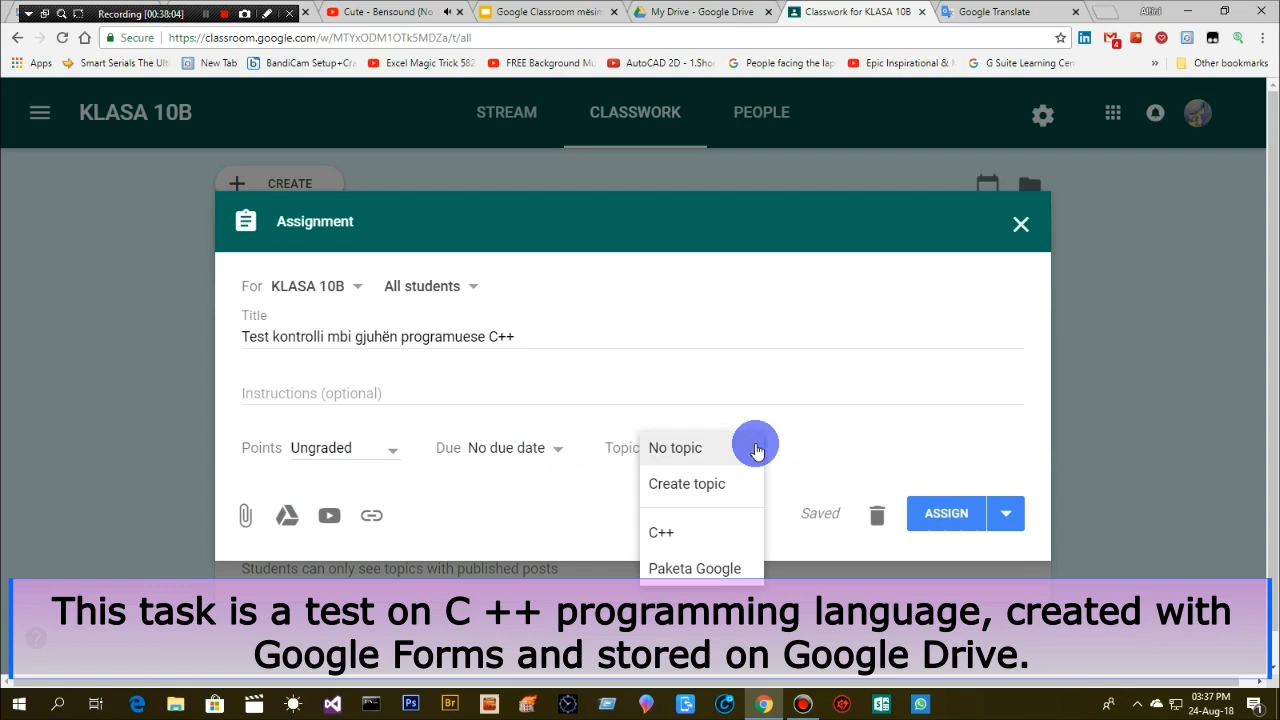 Recording [00:38:04]
Cute - Bensound (No
Google Classroom mësim
My Drive - Google
Classwork for KLASA 10B
Google Translate
Altini
Secure
https://classroom.google.com/w/MTYxODM1OTk5MDZa/t/all
4
Apps
Smart Serials The Ulti
New Tab
BandiCam Setup+Cra
Excel Magic Trick 582
FREE Background Mu
AutoCAD 2D - 1.Shor
People facing the lap
Epic Inspirational &
G Suite Learning Cen
»
Other bookmarks
KLASA 10B
STREAM
CLASSWORK
PEOPLE
CREATE
Assignment
For KLASA 10B
All students
Title
Test kontrolli mbi gjuhën programuese C++
Instructions (optional)
Points Ungraded
Due No due date
Topic No topic
Create topic
C++
Paketa Google
Saved
ASSIGN
Students can only see topics with published posts
This task is a test on C ++ programming language, created with
Google Forms and stored on Google Drive.
03:37 PM
24-Aug-18